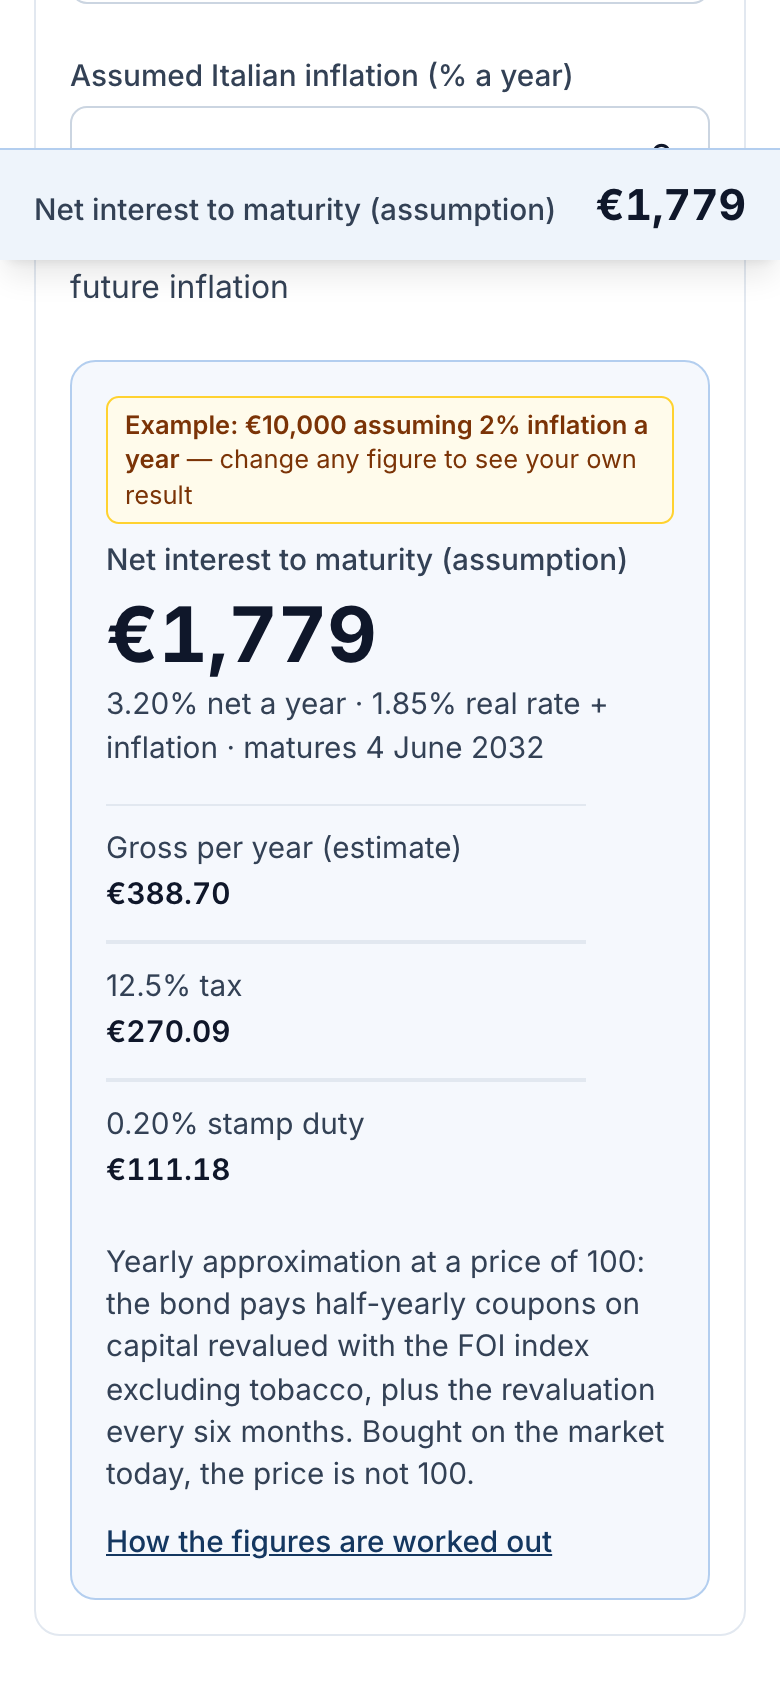 Assumed Italian inflation (% a year)
Net interest to maturity (assumption) €1,779
future inflation
Example: €10,000 assuming 2% inflation a
year — change any figure to see your own
result
Net interest to maturity (assumption)
€1,779
3.20% net a year · 1.85% real rate +
inflation · matures 4 June 2032
Gross per year (estimate)
€388.70
12.5% tax
€270.09
0.20% stamp duty
€111.18
Yearly approximation at a price of 100:
the bond pays half-yearly coupons on
capital revalued with the FOI index
excluding tobacco, plus the revaluation
every six months. Bought on the market
today, the price is not 100.
How the figures are worked out